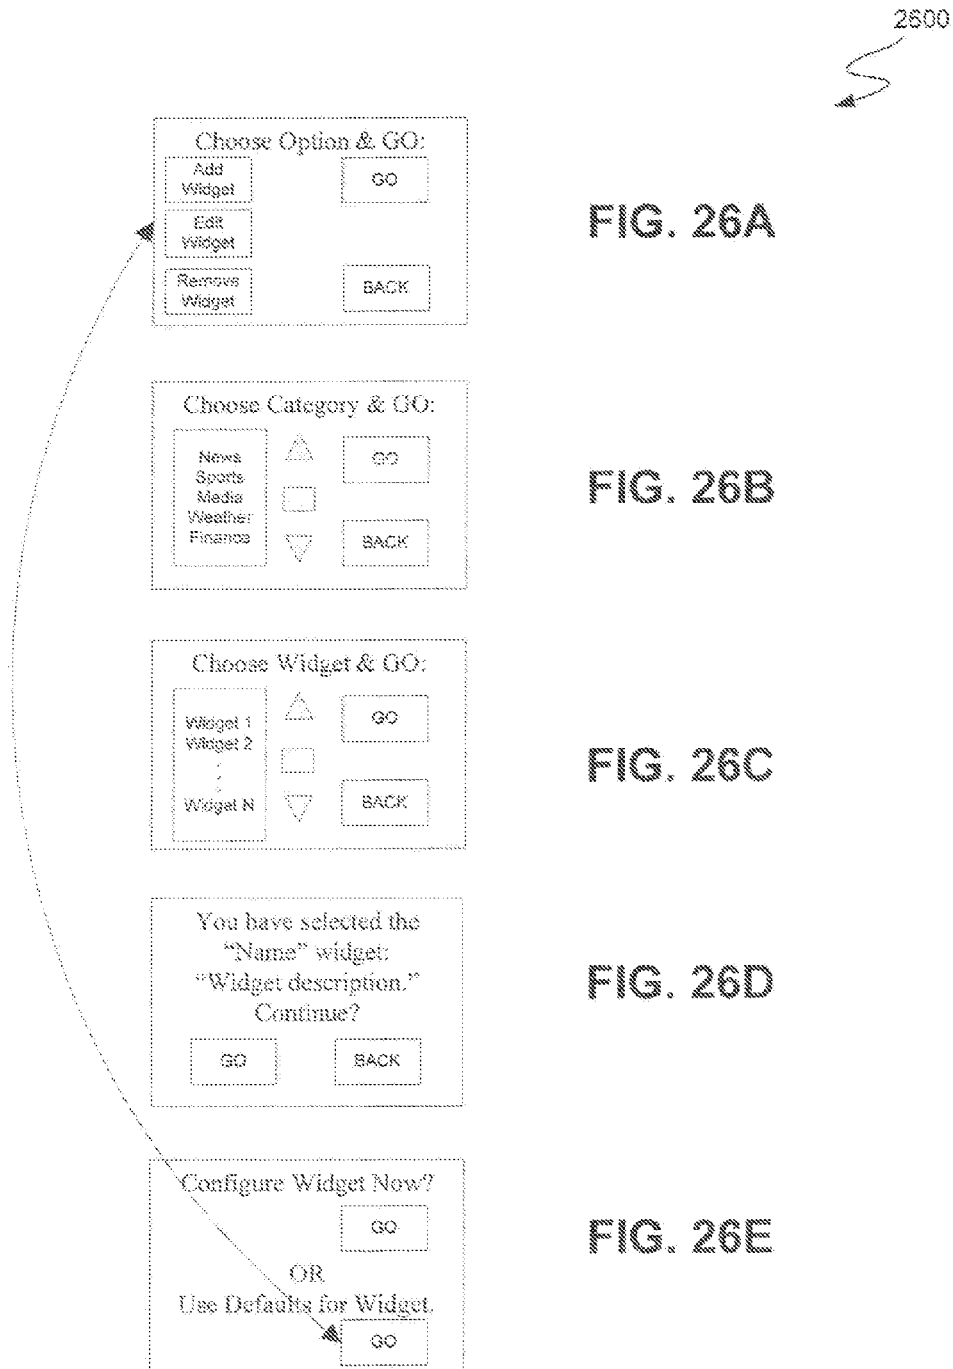 2600
Choose Option & GO:
Add
Widget
GO
Edit
Widget
Remove
Widget
BACK
FIG. 26A
Choose Category & GO:
News
Sports
Media
Weather
Finance
GO
BACK
FIG. 26B
Choose Widget & GO:
Widget 1
Widget 2
Widget N
GO
BACK
FIG. 26C
You have selected the
“Name” widget:
“Widget description.”
Continue?
GO
BACK
FIG. 26D
Configure Widget Now?
GO
OR
Use Defaults for Widget.
GO
FIG. 26E